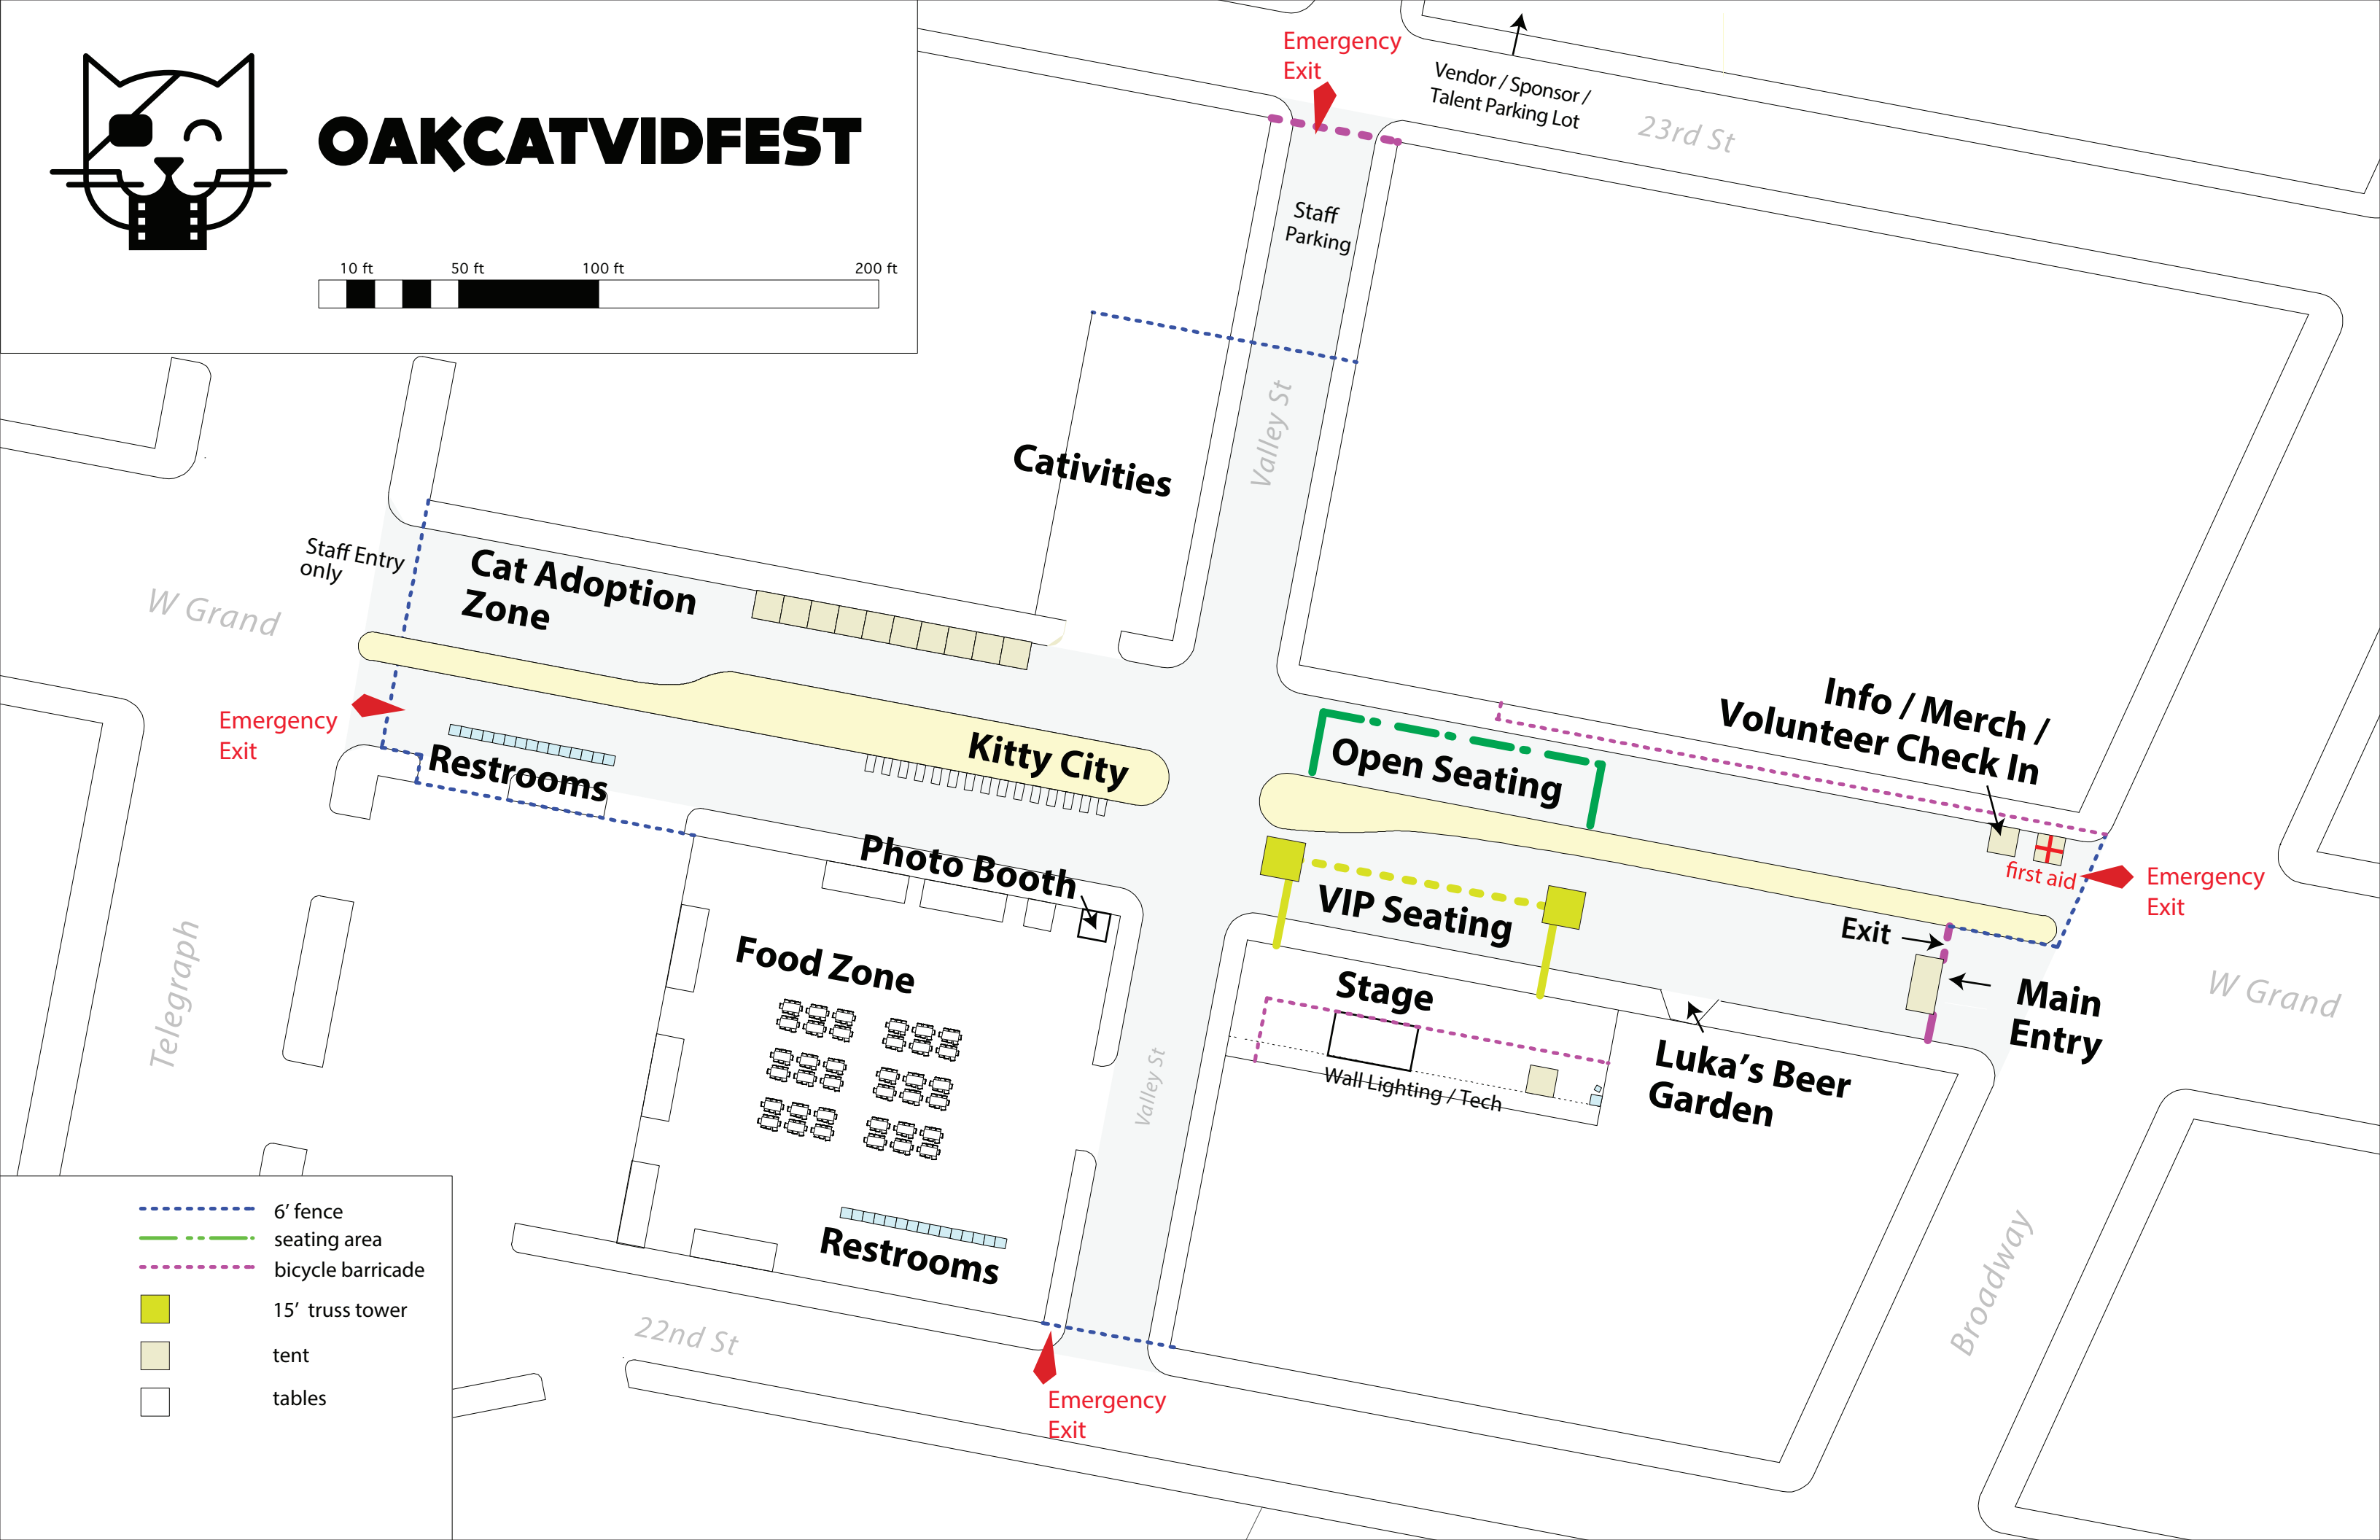 OAKCATVIDFEST
10 ft 50 ft 100 ft 200 ft
Emergency
Exit
Vendor / Sponsor /
Talent Parking Lot
23rd St
Staff
Parking
Valley St
Cativities
Staff Entry
only
W Grand
Cat Adoption
Zone
Emergency
Exit
Restrooms
Kitty City
Open Seating
Info / Merch /
Volunteer Check In
first aid
Emergency
Exit
Photo Booth
VIP Seating
Exit
Main
Entry
W Grand
Food Zone
Stage
Wall Lighting / Tech
Luka's Beer
Garden
Telegraph
Valley St
Restrooms
Broadway
22nd St
Emergency
Exit
6' fence
seating area
bicycle barricade
15' truss tower
tent
tables